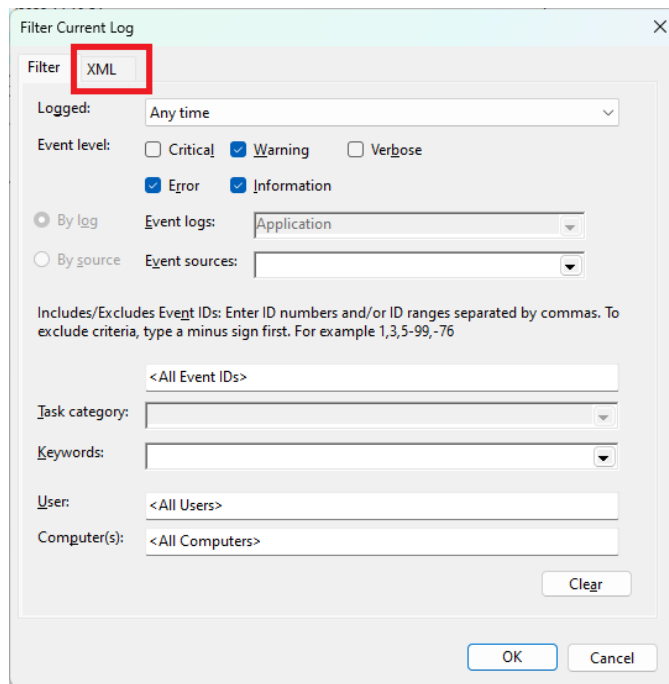 Filter Current Log
Filter XML
Logged: Any time
Event level: Critical Warning Verbose
Error Information
By log Event logs: Application
By source Event sources:
Includes/Excludes Event IDs: Enter ID numbers and/or ID ranges separated by commas. To
exclude criteria, type a minus sign first. For example 1,3,5-99,-76
<All Event IDs>
Task category:
Keywords:
User: <All Users>
Computer(s): <All Computers>
Clear
OK Cancel